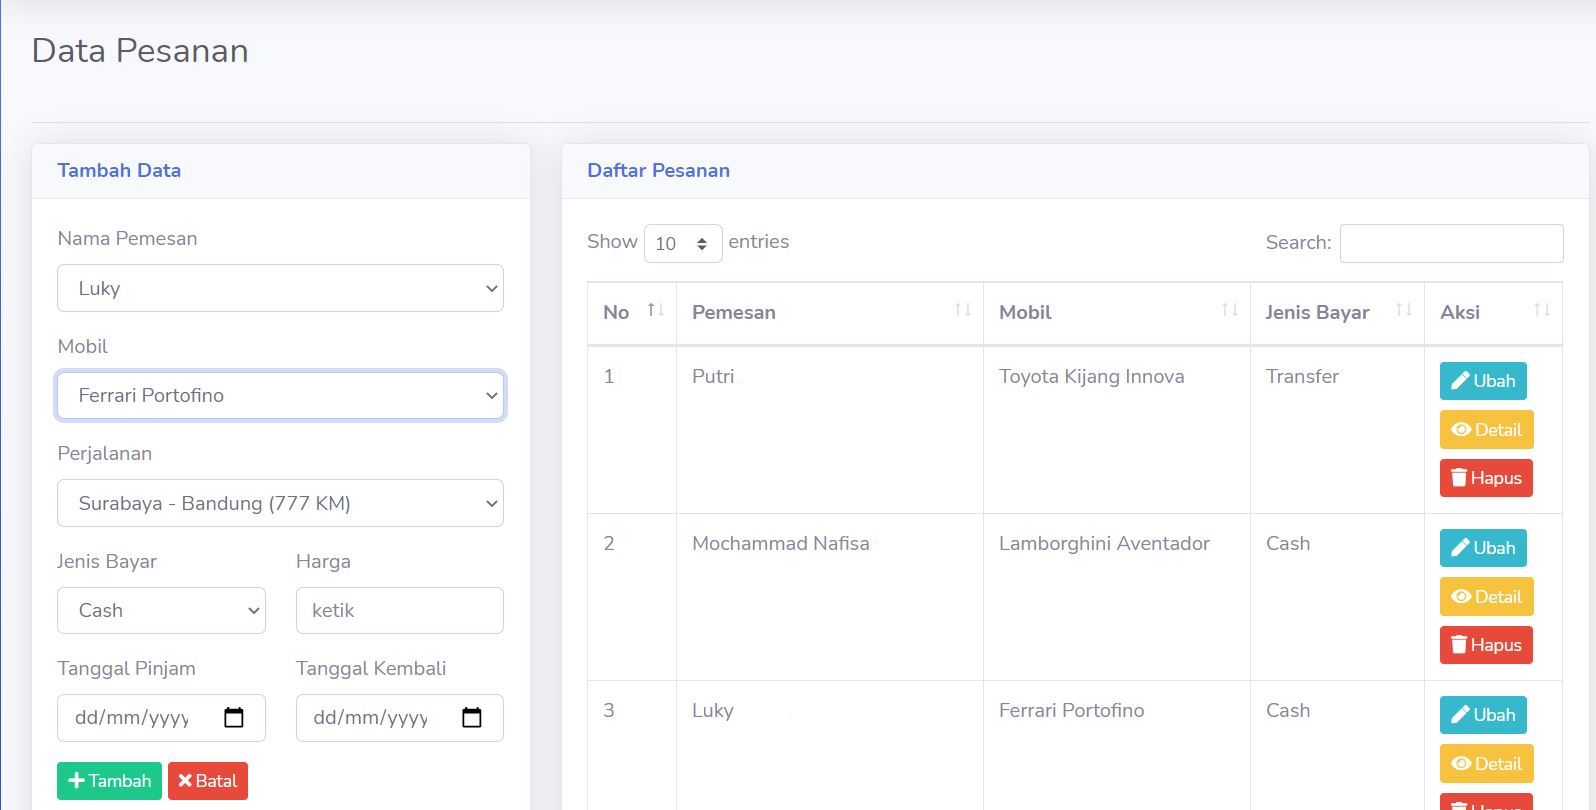 Data Pesanan
Tambah Data
Nama Pemesan
Luky
Mobil
Ferrari Portofino
Perjalanan
Surabaya - Bandung (777 KM)
Jenis Bayar Harga
Cash ketik
Tanggal Pinjam Tanggal Kembali
dd/mm/yyyy dd/mm/yyyy
Tambah Batal
Daftar Pesanan
Show 10 entries Search:
No Pemesan Mobil Jenis Bayar Aksi
1 Putri Toyota Kijang Innova Transfer Ubah
Detail
Hapus
2 Mochammad Nafisa Lamborghini Aventador Cash Ubah
Detail
Hapus
3 Luky Ferrari Portofino Cash Ubah
Detail